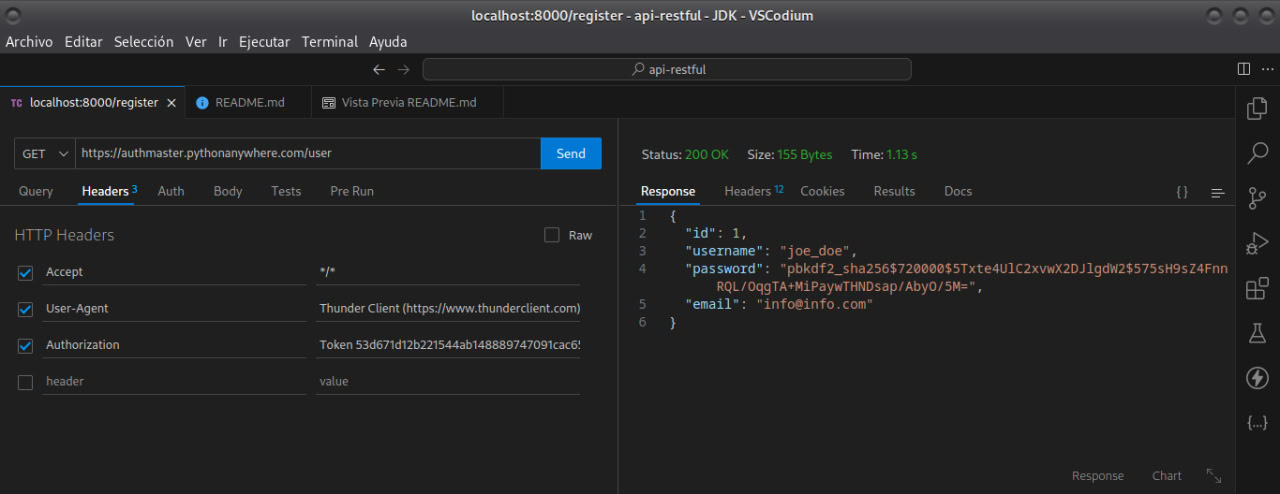 localhost:8000/register - api-restful - JDK - VSCodium
Archivo Editar Selección Ver Ir Ejecutar Terminal Ayuda
api-restful
TC localhost:8000/register README.md Vista Previa README.md
GET https://authmaster.pythonanywhere.com/user Send
Status: 200 OK Size: 155 Bytes Time: 1.13 s
Query Headers 3 Auth Body Tests Pre Run
Response Headers 12 Cookies Results Docs {}
HTTP Headers Raw
Accept */*
User-Agent Thunder Client (https://www.thunderclient.com)
Authorization Token 53d671d12b221544ab148889747091cac65
header value
1 {
2 "id": 1,
3 "username": "joe_doe",
4 "password": "pbkdf2_sha256$720000$5Txte4UlC2xvwX2DJlgdW2$575sH9sZ4Fnn
RQL/OqgTA+MiPaywTHNDsap/AbyO/5M=",
5 "email": "info@info.com"
6 }
{...}
Response Chart